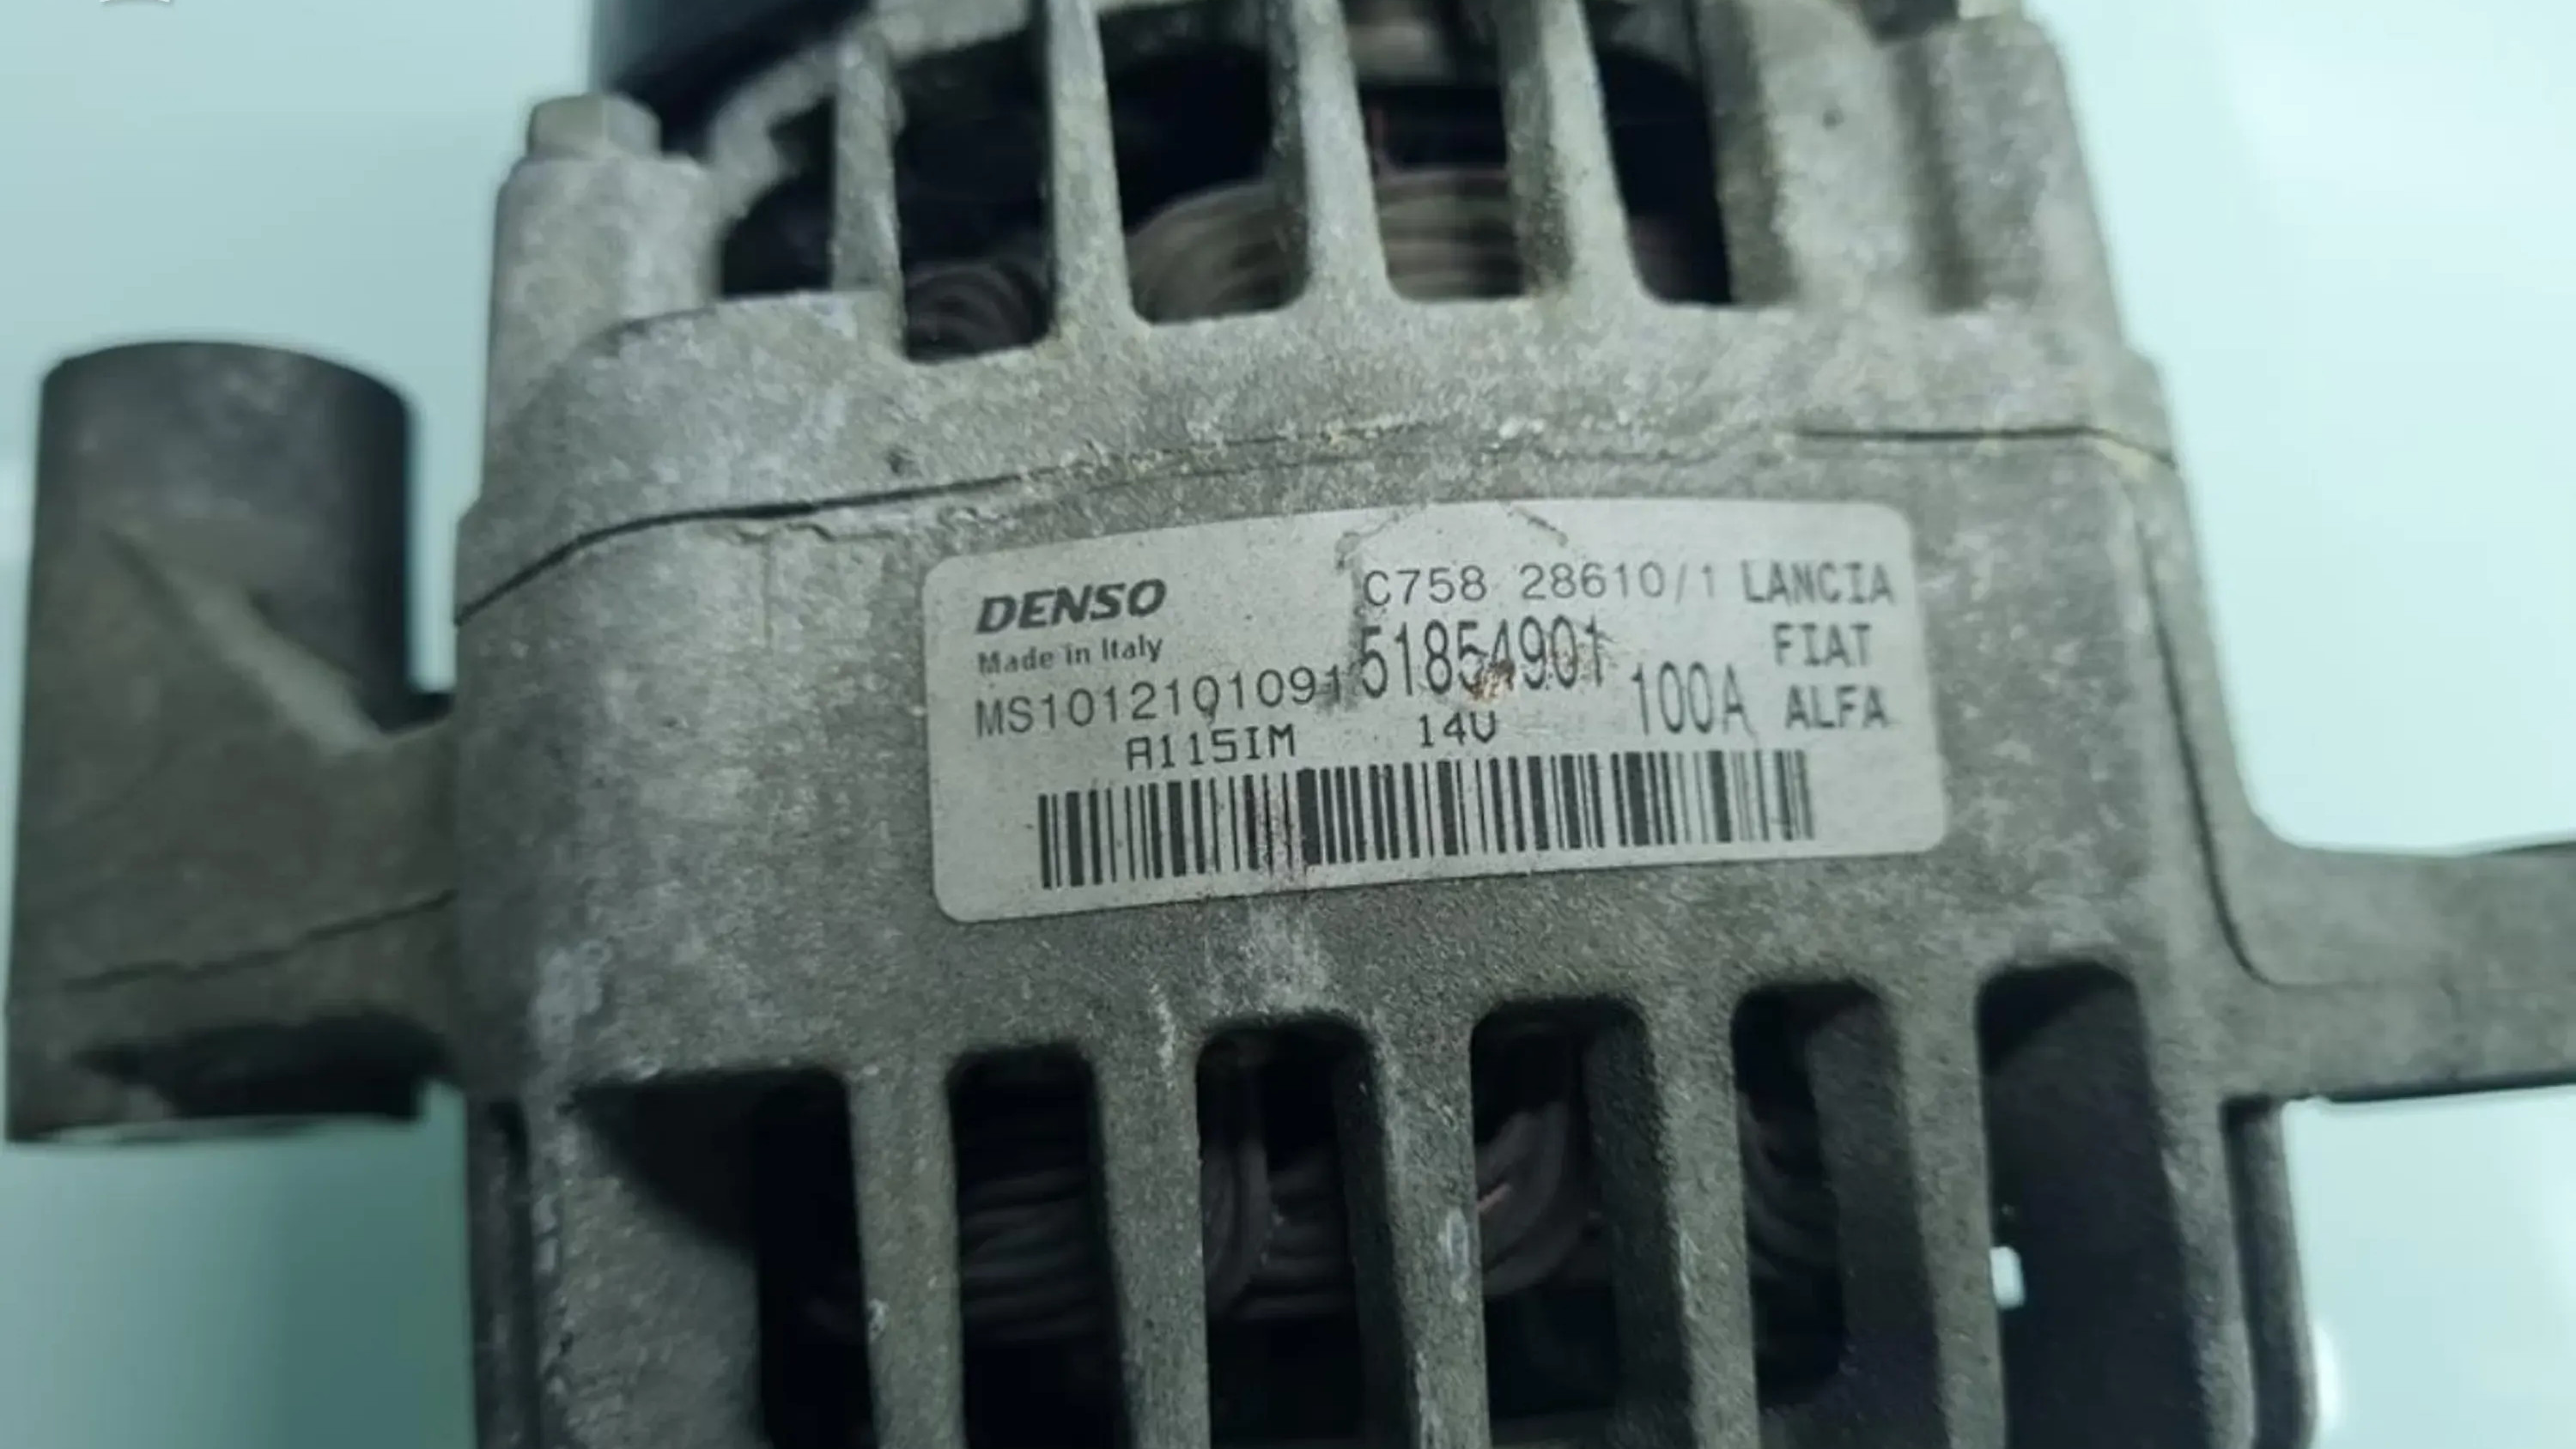 DENSO
Made in Italy
C758 28610/1 LANCIA
51854901 FIAT
MS1012101091 100A ALFA
A115IM 14V